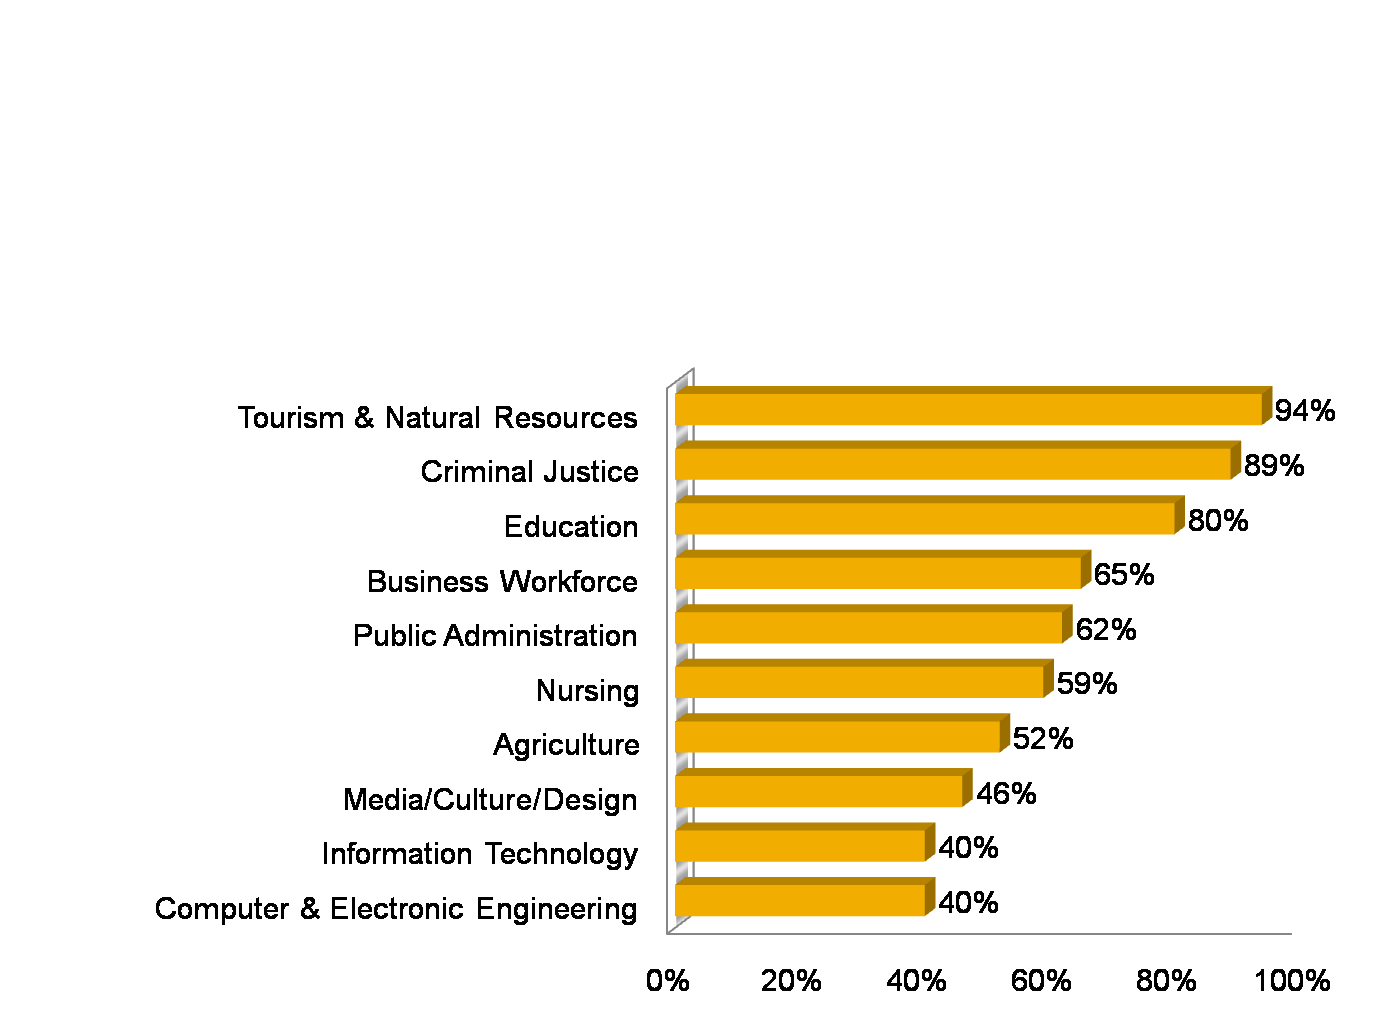 Tourism & Natural Resources 94%
Criminal Justice 89%
Education 80%
Business Workforce 65%
Public Administration 62%
Nursing 59%
Agriculture 52%
Media/Culture/Design 46%
Information Technology 40%
Computer & Electronic Engineering 40%
0% 20% 40% 60% 80% 100%